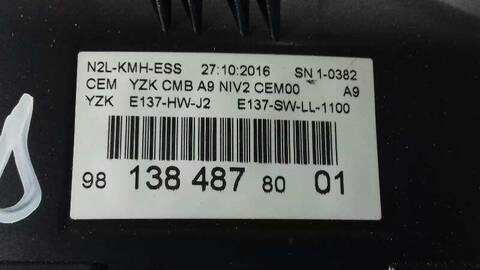 N2L-KMH-ESS 27:10:2016 SN 1-0382
CEM YZK CMB A9 NIV2 CEM00 A9
YZK E137-HW-J2 E137-SW-LL-1100
98 138 487 80 01